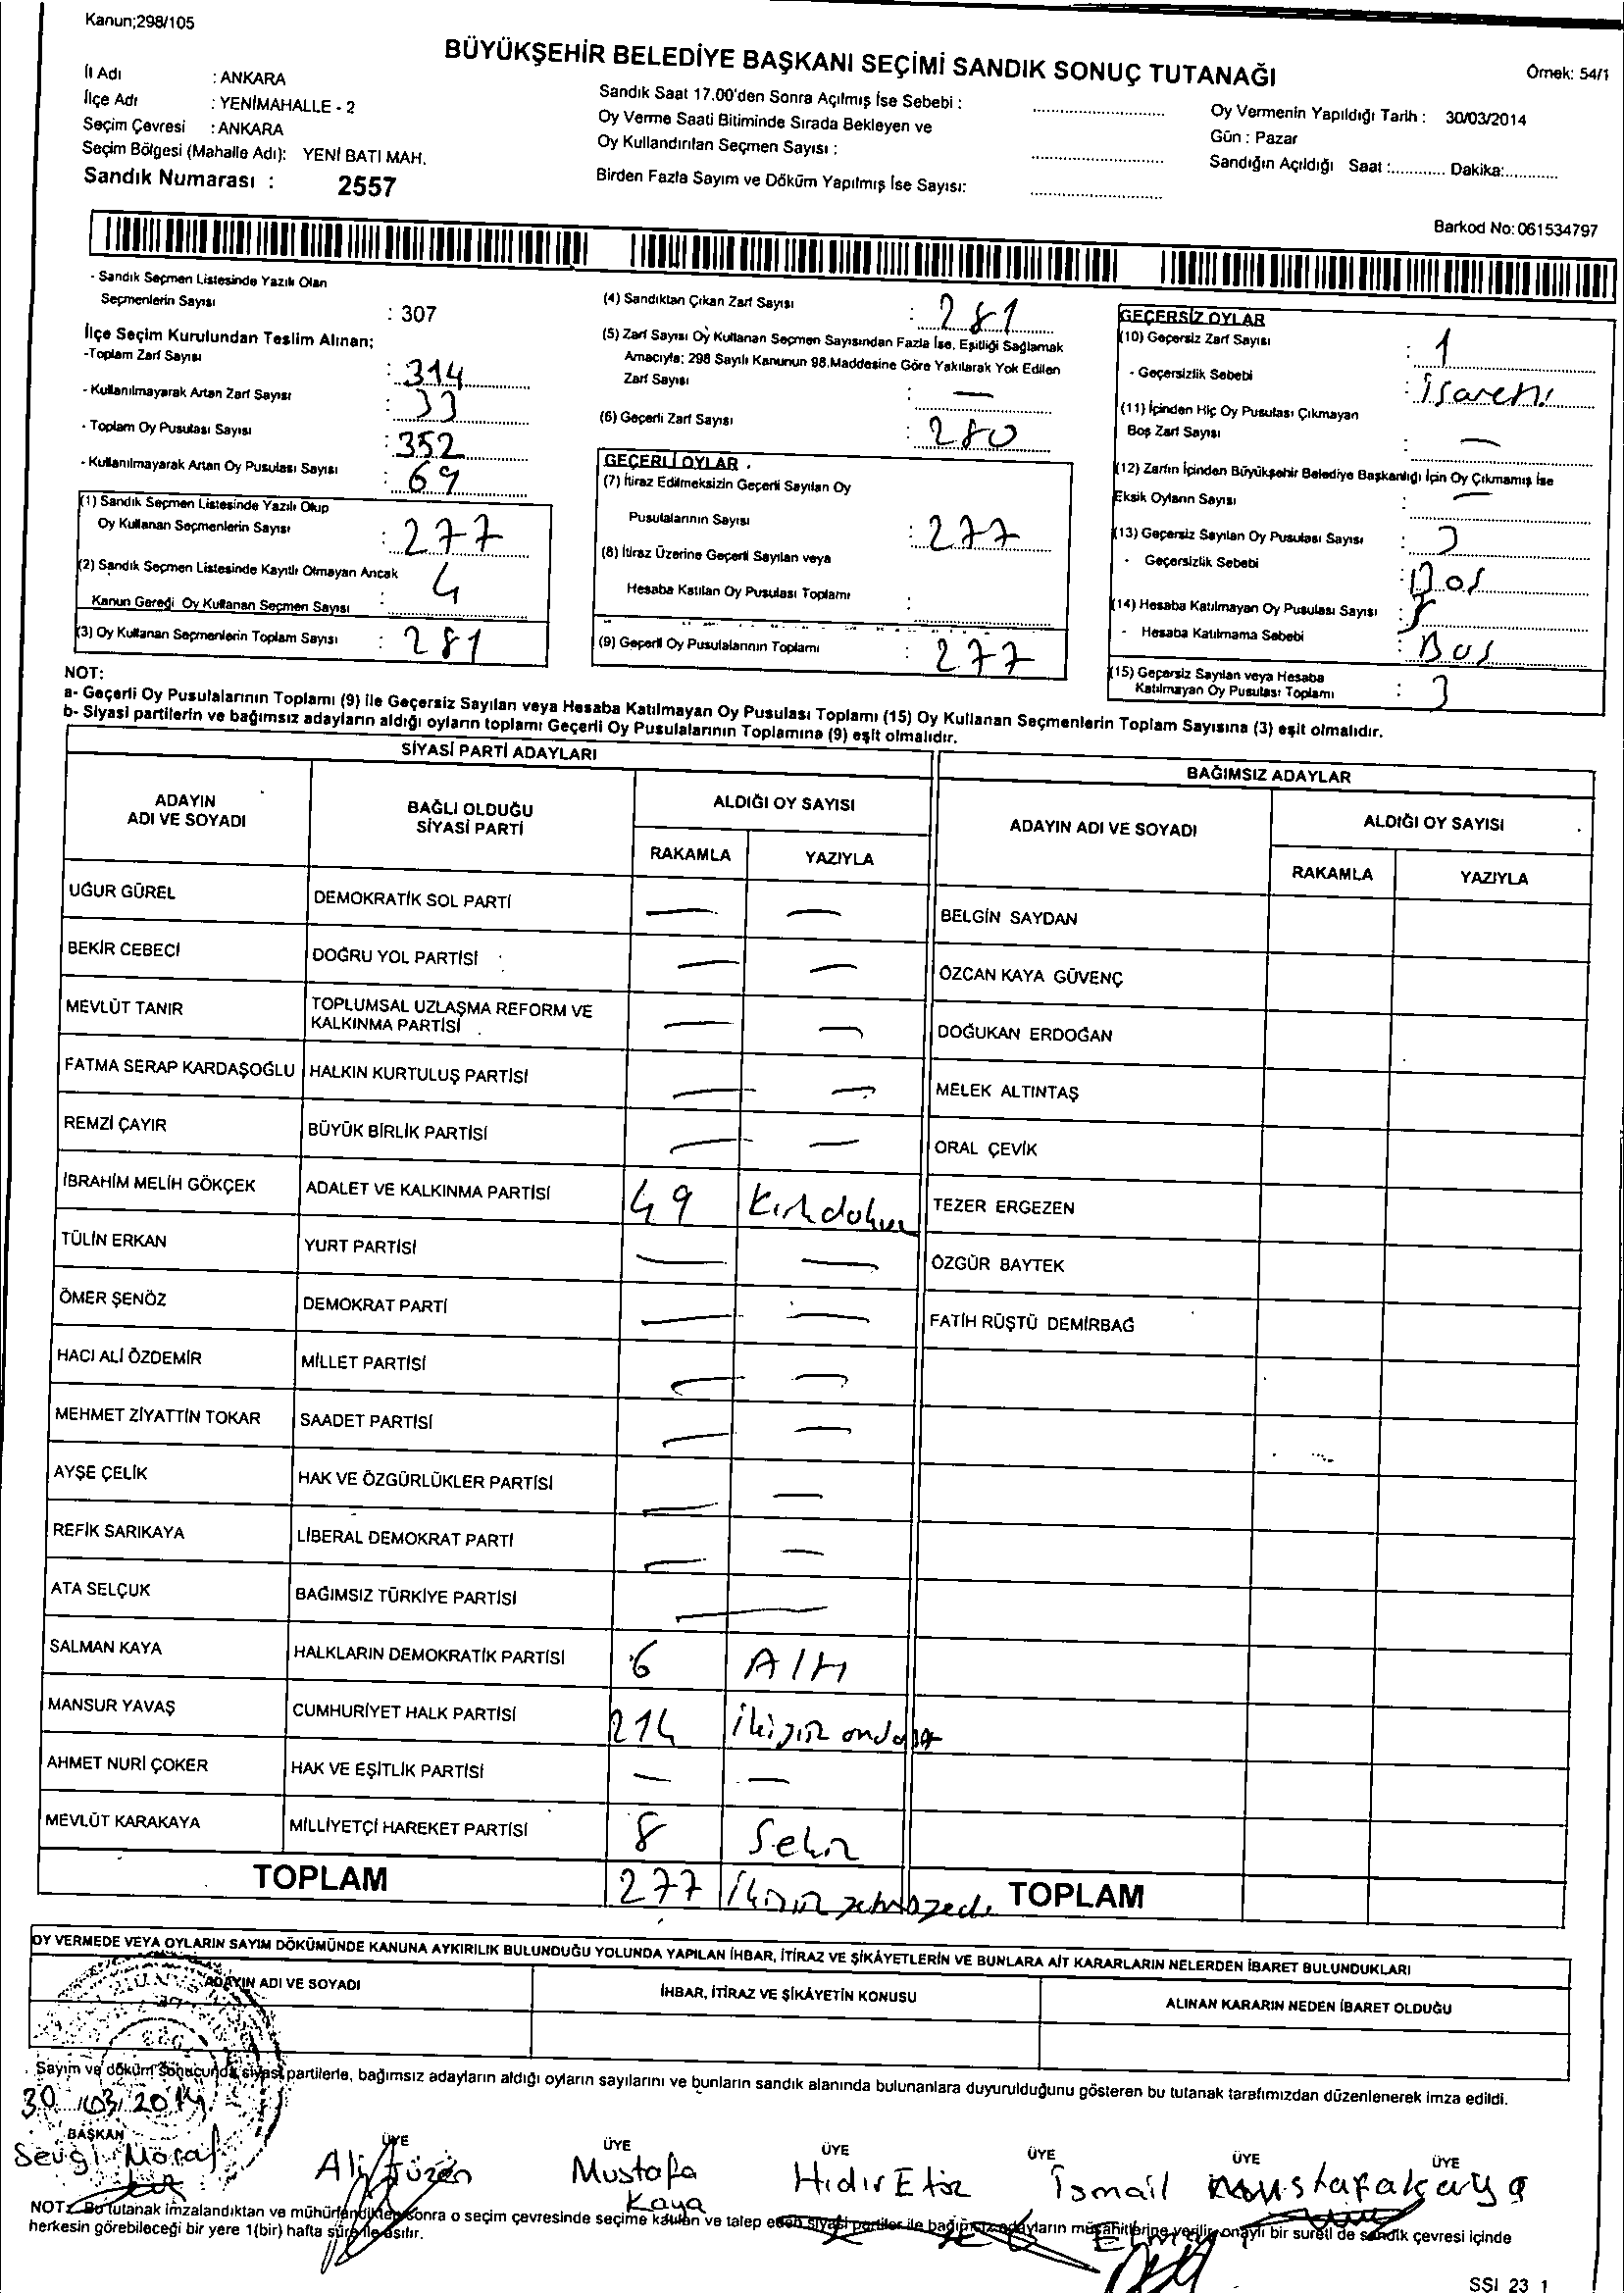 Kanun;298/105
BÜYÜKŞEHİR BELEDİYE BAŞKANI SEÇİMİ SANDIK SONUÇ TUTANAĞI
Örnek: 54/1
İl Adı : ANKARA
İlçe Adı : YENİMAHALLE - 2
Seçim Çevresi : ANKARA
Seçim Bölgesi (Mahalle Adı): YENİ BATI MAH.
Sandık Numarası : 2557
Sandık Saat 17.00'den Sonra Açılmış İse Sebebi :
Oy Verme Saati Bitiminde Sırada Bekleyen ve
Oy Kullandırılan Seçmen Sayısı :
Birden Fazla Sayım ve Döküm Yapılmış İse Sayısı:
Oy Vermenin Yapıldığı Tarih : 30/03/2014
Gün : Pazar
Sandığın Açıldığı Saat :............ Dakika:............
Barkod No: 061534797
- Sandık Seçmen Listesinde Yazılı Olan
Seçmenlerin Sayısı : 307
İlçe Seçim Kurulundan Teslim Alınan;
-Toplam Zarf Sayısı : 314
- Kullanılmayarak Artan Zarf Sayısı : 33
- Toplam Oy Pusulası Sayısı : 352
- Kullanılmayarak Artan Oy Pusulası Sayısı : 69
(1) Sandık Seçmen Listesinde Yazılı Olup
Oy Kullanan Seçmenlerin Sayısı : 277
(2) Sandık Seçmen Listesinde Kayıtlı Olmayan Ancak
Kanun Gereği Oy Kullanan Seçmen Sayısı : 4
(3) Oy Kullanan Seçmenlerin Toplam Sayısı : 281
(4) Sandıktan Çıkan Zarf Sayısı : 281
(5) Zarf Sayısı Oy Kullanan Seçmen Sayısından Fazla İse, Eşitliği Sağlamak
Amacıyla; 298 Sayılı Kanunun 98.Maddesine Göre Yakılarak Yok Edilen
Zarf Sayısı : —
(6) Geçerli Zarf Sayısı : 280
GEÇERLİ OYLAR
(7) İtiraz Edilmeksizin Geçerli Sayılan Oy
Pusulalarının Sayısı : 277
(8) İtiraz Üzerine Geçerli Sayılan veya
Hesaba Katılan Oy Pusulası Toplamı :
(9) Geçerli Oy Pusulalarının Toplamı : 277
GEÇERSİZ OYLAR
(10) Geçersiz Zarf Sayısı : 1
- Geçersizlik Sebebi : İsaretli
(11) İçinden Hiç Oy Pusulası Çıkmayan
Boş Zarf Sayısı : —
(12) Zarfın İçinden Büyükşehir Belediye Başkanlığı İçin Oy Çıkmamış İse
Eksik Oyların Sayısı : —
(13) Geçersiz Sayılan Oy Pusulası Sayısı : 3
- Geçersizlik Sebebi : Bos
(14) Hesaba Katılmayan Oy Pusulası Sayısı :
- Hesaba Katılmama Sebebi : Bos
(15) Geçersiz Sayılan veya Hesaba
Katılmayan Oy Pusulası Toplamı : 3
NOT:
a- Geçerli Oy Pusulalarının Toplamı (9) ile Geçersiz Sayılan veya Hesaba Katılmayan Oy Pusulası Toplamı (15) Oy Kullanan Seçmenlerin Toplam Sayısına (3) eşit olmalıdır.
b- Siyasi partilerin ve bağımsız adayların aldığı oyların toplamı Geçerli Oy Pusulalarının Toplamına (9) eşit olmalıdır.
SİYASİ PARTİ ADAYLARI
ADAYIN ADI VE SOYADI
BAĞLI OLDUĞU SİYASİ PARTİ
ALDIĞI OY SAYISI
RAKAMLA YAZIYLA
UĞUR GÜREL DEMOKRATİK SOL PARTİ — —
BEKİR CEBECİ DOĞRU YOL PARTİSİ — —
MEVLÜT TANIR TOPLUMSAL UZLAŞMA REFORM VE KALKINMA PARTİSİ — —
FATMA SERAP KARDAŞOĞLU HALKIN KURTULUŞ PARTİSİ — —
REMZİ ÇAYIR BÜYÜK BİRLİK PARTİSİ — —
İBRAHİM MELİH GÖKÇEK ADALET VE KALKINMA PARTİSİ 49 Kırkdokuz
TÜLİN ERKAN YURT PARTİSİ — —
ÖMER ŞENÖZ DEMOKRAT PARTİ — —
HACI ALİ ÖZDEMİR MİLLET PARTİSİ — —
MEHMET ZİYATTİN TOKAR SAADET PARTİSİ — —
AYŞE ÇELİK HAK VE ÖZGÜRLÜKLER PARTİSİ — —
REFİK SARIKAYA LİBERAL DEMOKRAT PARTİ — —
ATA SELÇUK BAĞIMSIZ TÜRKİYE PARTİSİ —
SALMAN KAYA HALKLARIN DEMOKRATİK PARTİSİ 6 Altı
MANSUR YAVAŞ CUMHURİYET HALK PARTİSİ 214 ikiyüz ondört
AHMET NURİ ÇOKER HAK VE EŞİTLİK PARTİSİ — —
MEVLÜT KARAKAYA MİLLİYETÇİ HAREKET PARTİSİ 8 Sekiz
TOPLAM 277 ikiyüz
BAĞIMSIZ ADAYLAR
ADAYIN ADI VE SOYADI
ALDIĞI OY SAYISI
RAKAMLA YAZIYLA
BELGİN SAYDAN
ÖZCAN KAYA GÜVENÇ
DOĞUKAN ERDOĞAN
MELEK ALTINTAŞ
ORAL ÇEVİK
TEZER ERGEZEN
ÖZGÜR BAYTEK
FATİH RÜŞTÜ DEMİRBAĞ
TOPLAM
OY VERMEDE VEYA OYLARIN SAYIM DÖKÜMÜNDE KANUNA AYKIRILIK BULUNDUĞU YOLUNDA YAPILAN İHBAR, İTİRAZ VE ŞİKÂYETLERİN VE BUNLARA AİT KARARLARIN NELERDEN İBARET BULUNDUKLARI
ADAYIN ADI VE SOYADI
İHBAR, İTİRAZ VE ŞİKÂYETİN KONUSU
ALINAN KARARIN NEDEN İBARET OLDUĞU
Sayım ve döküm sonucunda siyasi partilerle, bağımsız adayların aldığı oyların sayılarını ve bunların sandık alanında bulunanlara duyurulduğunu gösteren bu tutanak tarafımızdan düzenlenerek imza edildi.
30/03/2014
BAŞKAN ÜYE ÜYE ÜYE ÜYE ÜYE ÜYE
Sevgi Ali Mustafa Kaya Hıdır İsmail Mustafa Kaya
NOT: Bu tutanak imzalandıktan ve mühürlendikten sonra o seçim çevresinde seçime katılan ve talep eden siyasi partiler ile bağımsız adayların müşahitlerine verilir, onaylı bir sureti de sandık çevresi içinde
herkesin görebileceği bir yere 1(bir) hafta süreyle asılır.
SSI 23 1